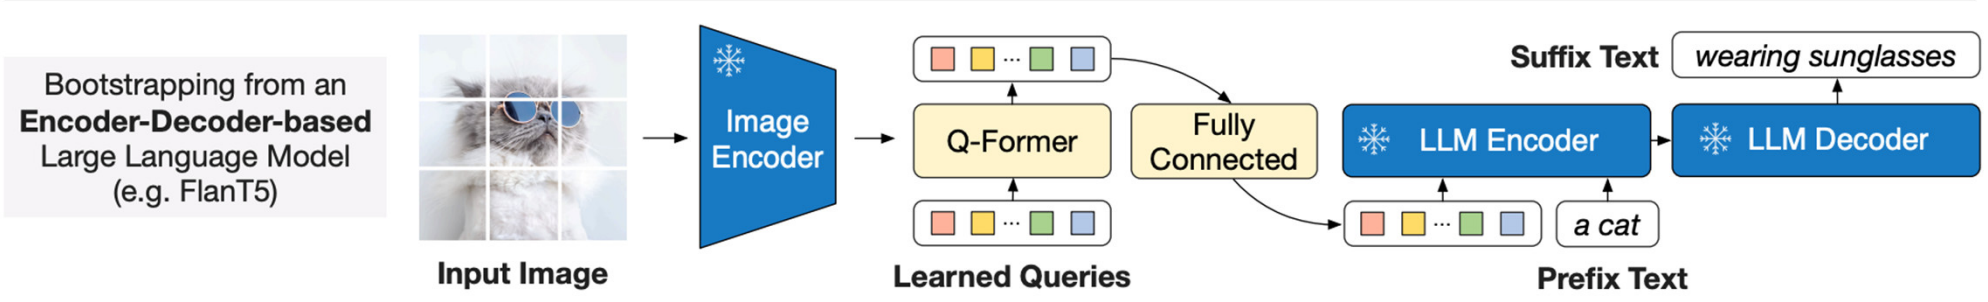 Bootstrapping from an
Encoder-Decoder-based
Large Language Model
(e.g. FlanT5)
Input Image
Image
Encoder
...
Q-Former
...
Learned Queries
Fully
Connected
Suffix Text
wearing sunglasses
LLM Encoder
LLM Decoder
...
a cat
Prefix Text